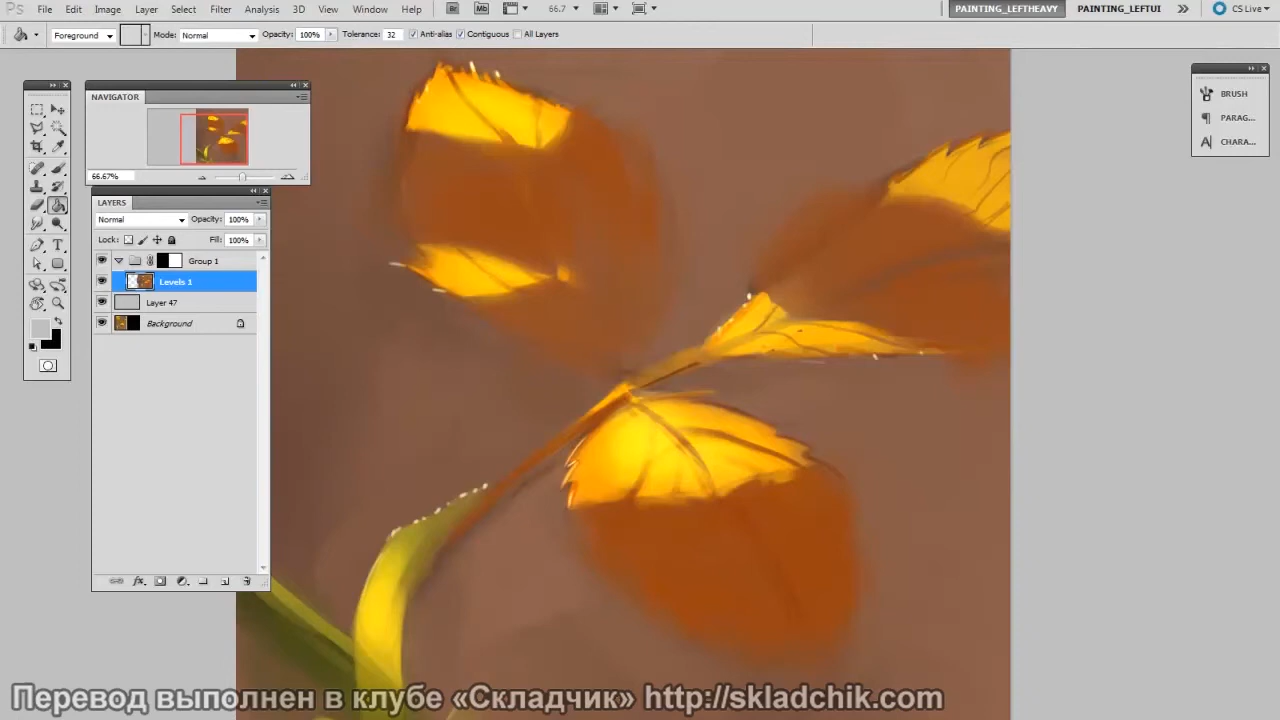 Ps File Edit Image Layer Select Filter Analysis 3D View Window Help Br Mb 66.7 PAINTING_LEFTHEAVY PAINTING_LEFTUI CS Live
Foreground Mode: Normal Opacity: 100% Tolerance: 32 Anti-alias Contiguous All Layers
NAVIGATOR
66.67%
LAYERS
Normal Opacity: 100%
Lock: Fill: 100%
Group 1
Levels 1
Layer 47
Background
fx
BRUSH
PARAG...
CHARA...
Перевод выполнен в клубе «Складчик» http://skladchik.com